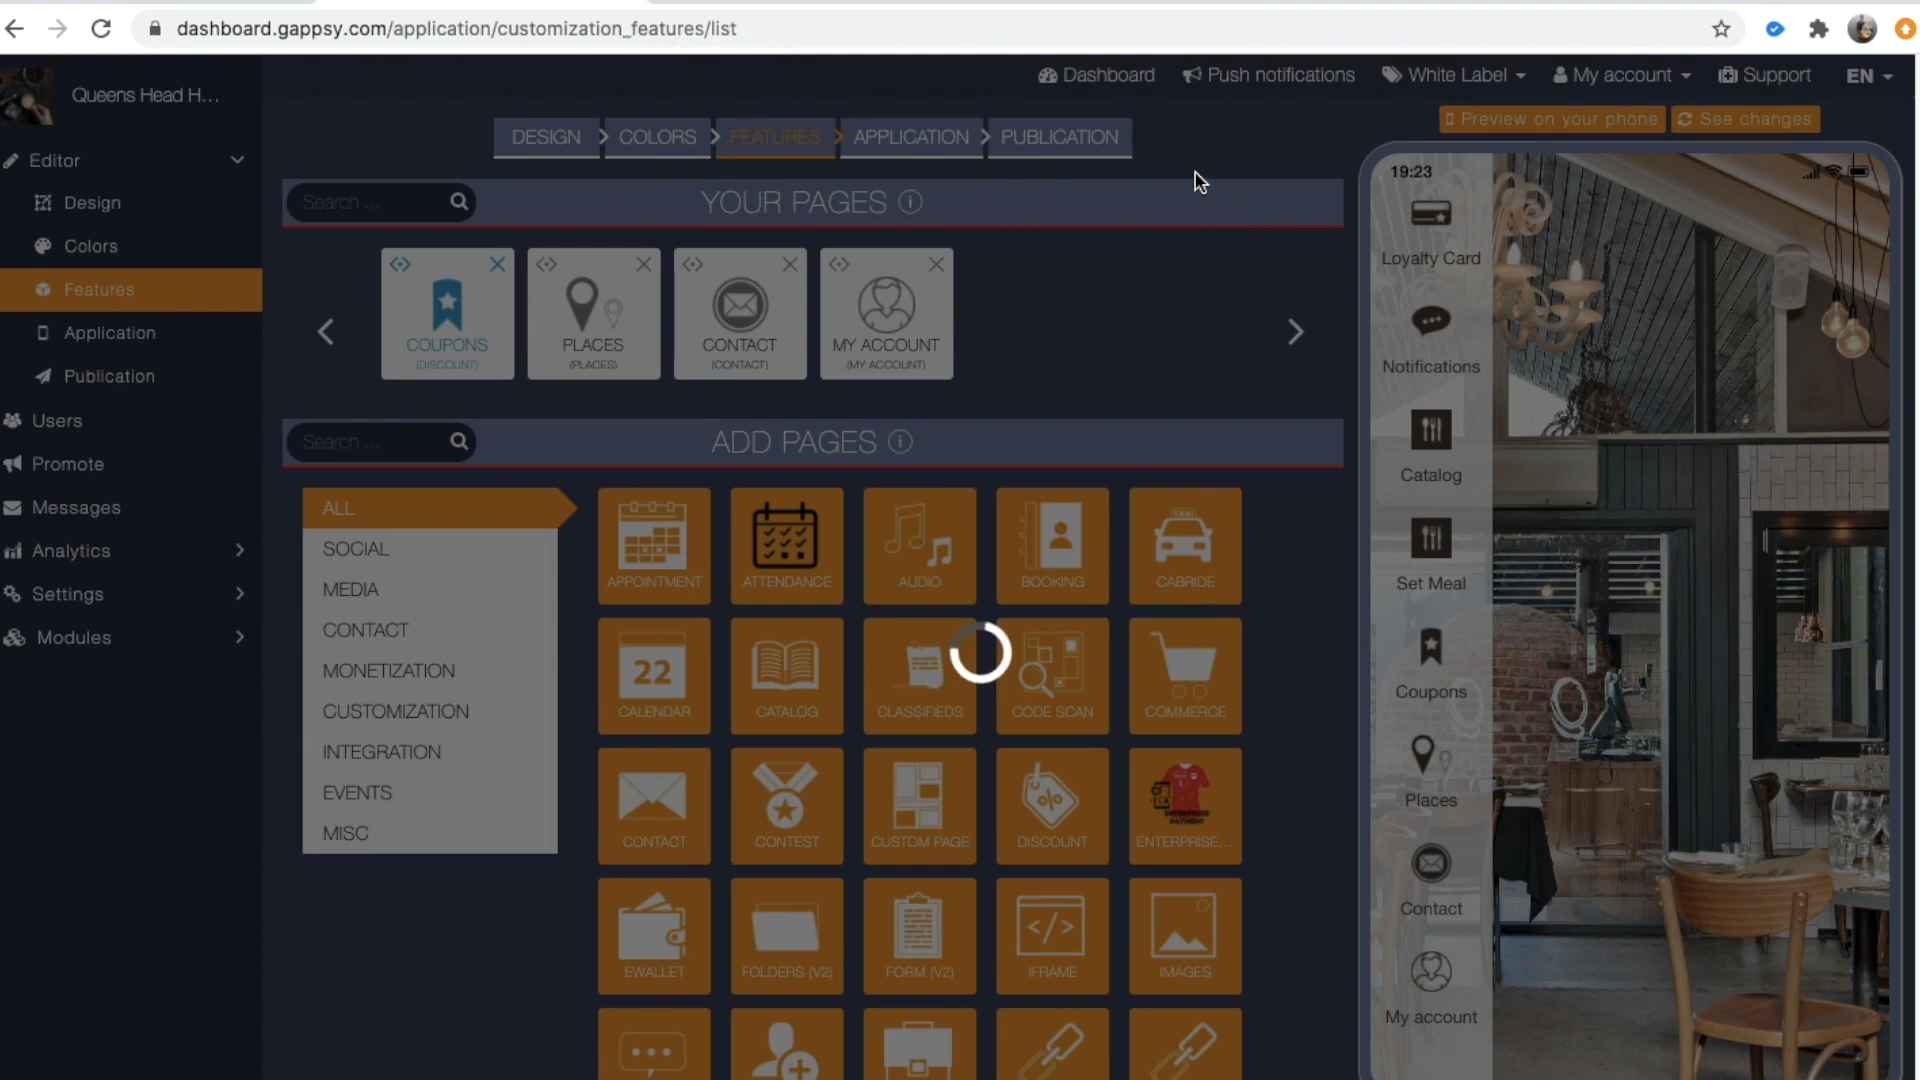 dashboard.gappsy.com/application/customization_features/list
Queens Head H...
Dashboard
Push notifications
White Label
My account
Support
EN
Preview on your phone
See changes
DESIGN
COLORS
FEATURES
APPLICATION
PUBLICATION
Editor
Design
Colors
Features
Application
Publication
Users
Promote
Messages
Analytics
Settings
Modules
Search ...
YOUR PAGES
COUPONS
(DISCOUNT)
PLACES
(PLACES)
CONTACT
(CONTACT)
MY ACCOUNT
(MY ACCOUNT)
Search ...
ADD PAGES
ALL
SOCIAL
MEDIA
CONTACT
MONETIZATION
CUSTOMIZATION
INTEGRATION
EVENTS
MISC
APPOINTMENT
ATTENDANCE
AUDIO
BOOKING
TAXI
CABRIDE
22
CALENDAR
CATALOG
CLASSIFIEDS
CODE SCAN
COMMERCE
CONTACT
CONTEST
CUSTOM PAGE
DISCOUNT
ENTERPRISE
PAYMENT
ENTERPRISE...
EWALLET
FOLDERS (V2)
FORM (V2)
IFRAME
IMAGES
19:23
Loyalty Card
Notifications
Catalog
Set Meal
Coupons
Places
Contact
My account